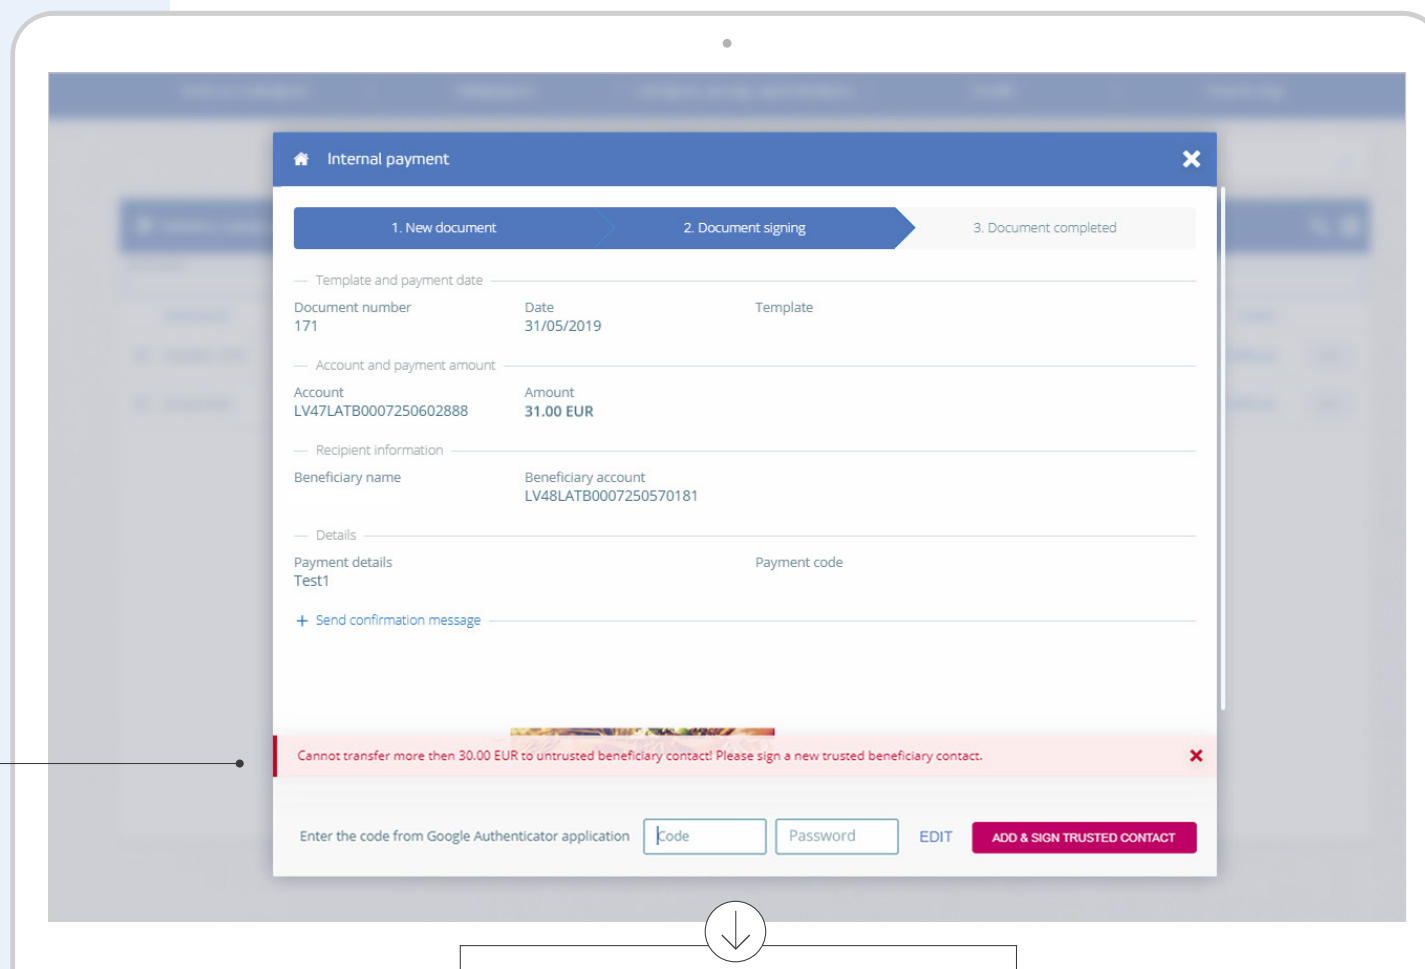 Internal payment
1. New document
2. Document signing
3. Document completed
Template and payment date
Document number
Date
Template
171
31/05/2019
Account and payment amount
Account
Amount
LV47LATB0007250602888
31.00 EUR
Recipient information
Beneficiary name
Beneficiary account
LV48LATB0007250570181
Details
Payment details
Payment code
Test1
+ Send confirmation message
Cannot transfer more then 30.00 EUR to untrusted beneficiary contact! Please sign a new trusted beneficiary contact.
Enter the code from Google Authenticator application
Code
Password
EDIT
ADD & SIGN TRUSTED CONTACT